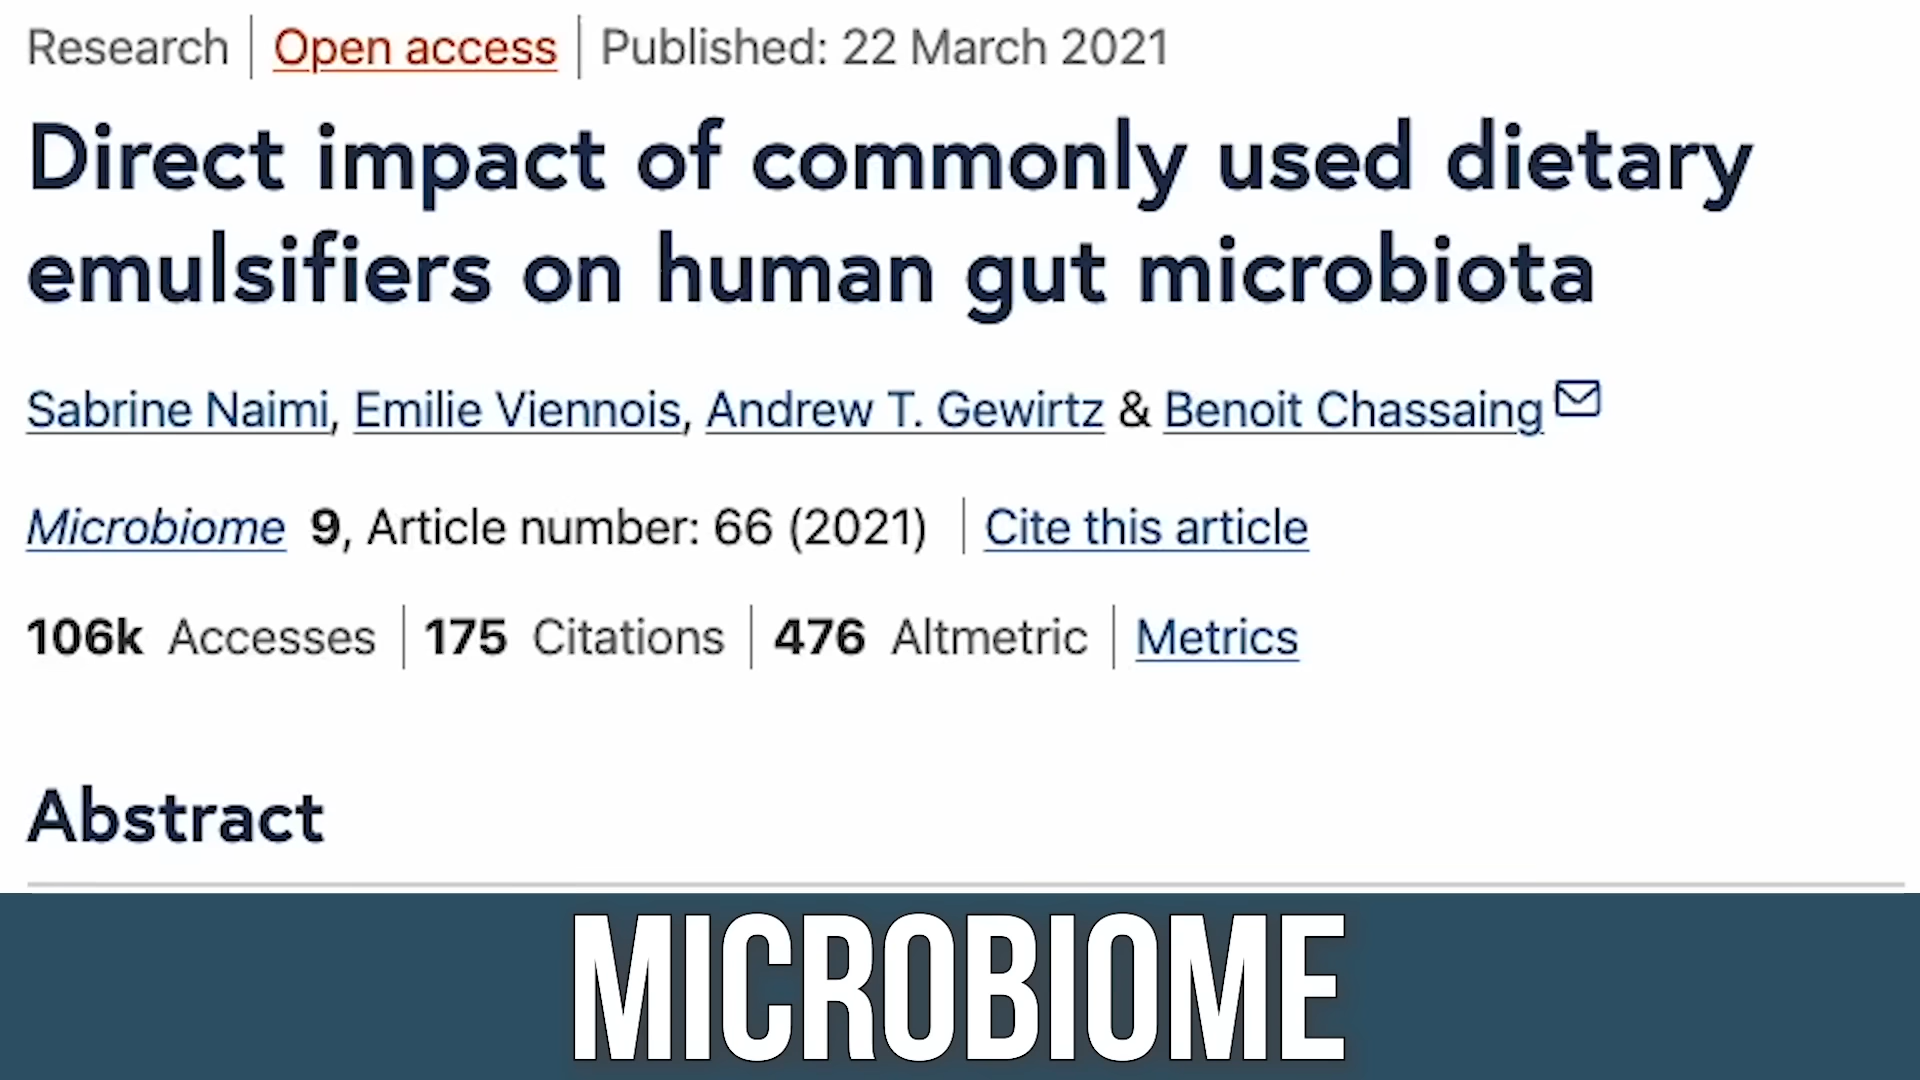 Research | Open access | Published: 22 March 2021
Direct impact of commonly used dietary
emulsifiers on human gut microbiota
Sabrine Naimi, Emilie Viennois, Andrew T. Gewirtz & Benoit Chassaing
Microbiome 9, Article number: 66 (2021) | Cite this article
106k Accesses | 175 Citations | 476 Altmetric | Metrics
Abstract
MICROBIOME